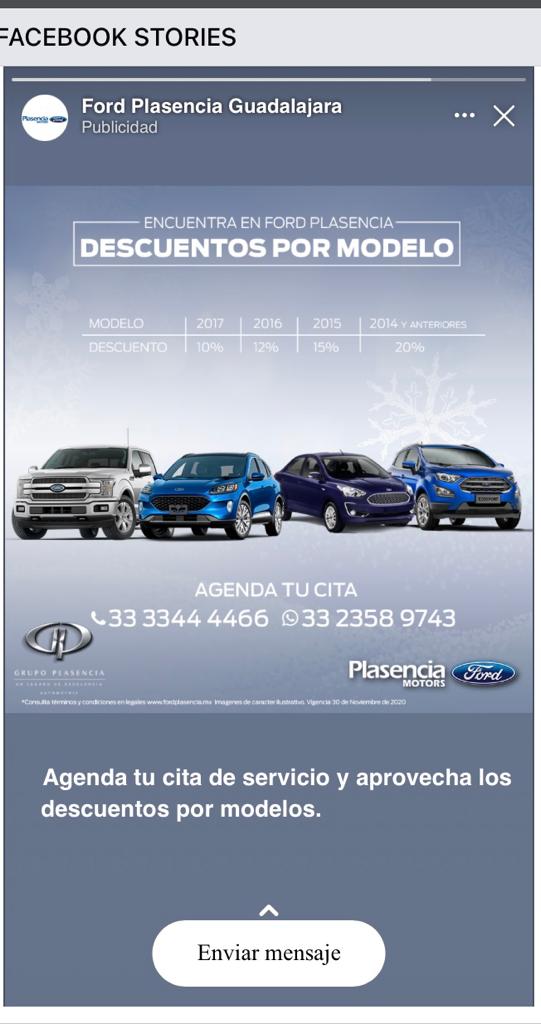 FACEBOOK STORIES
Ford Plasencia Guadalajara
Publicidad
ENCUENTRA EN FORD PLASENCIA
DESCUENTOS POR MODELO
MODELO 2017 2016 2015 2014 Y ANTERIORES
DESCUENTO 10% 12% 15% 20%
AGENDA TU CITA
33 3344 4466 33 2358 9743
GRUPO PLASENCIA
Plasencia
MOTORS
Ford
*Consulta términos y condiciones en legales www.fordplasencia.mx Imagenes de caracter ilustrativo. Vigencia 30 de Noviembre de 2020
Agenda tu cita de servicio y aprovecha los
descuentos por modelos.
Enviar mensaje